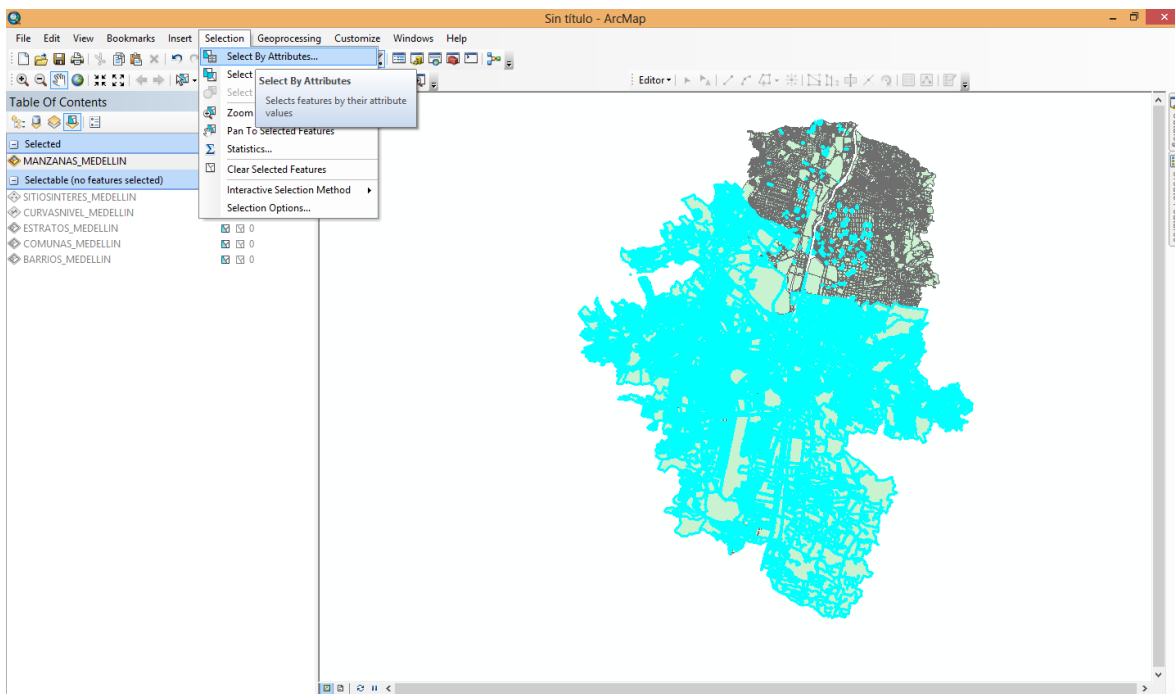 Sin título - ArcMap
File Edit View Bookmarks Insert Selection Geoprocessing Customize Windows Help
Select By Attributes...
Select
Select
Select By Attributes
Selects features by their attribute
values
Zoom
Pan To Selected Features
Statistics...
Clear Selected Features
Interactive Selection Method
Selection Options...
Editor
Table Of Contents
Selected
MANZANAS_MEDELLIN
Selectable (no features selected)
SITIOSINTERES_MEDELLIN
CURVASNIVEL_MEDELLIN
ESTRATOS_MEDELLIN 0
COMUNAS_MEDELLIN 0
BARRIOS_MEDELLIN 0